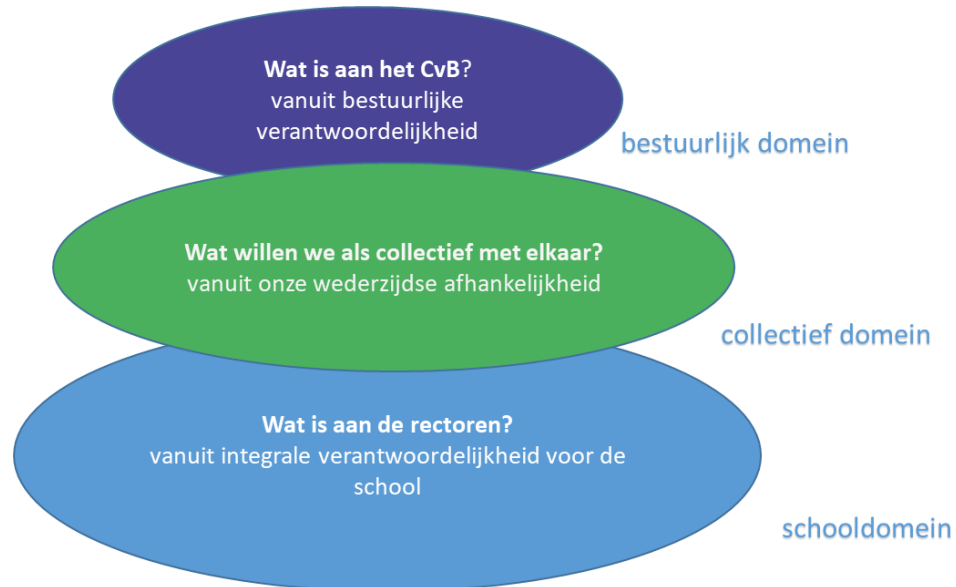 Wat is aan het CvB?
vanuit bestuurlijke
verantwoordelijkheid
bestuurlijk domein
Wat willen we als collectief met elkaar?
vanuit onze wederzijdse afhankelijkheid
collectief domein
Wat is aan de rectoren?
vanuit integrale verantwoordelijkheid voor de
school
schooldomein